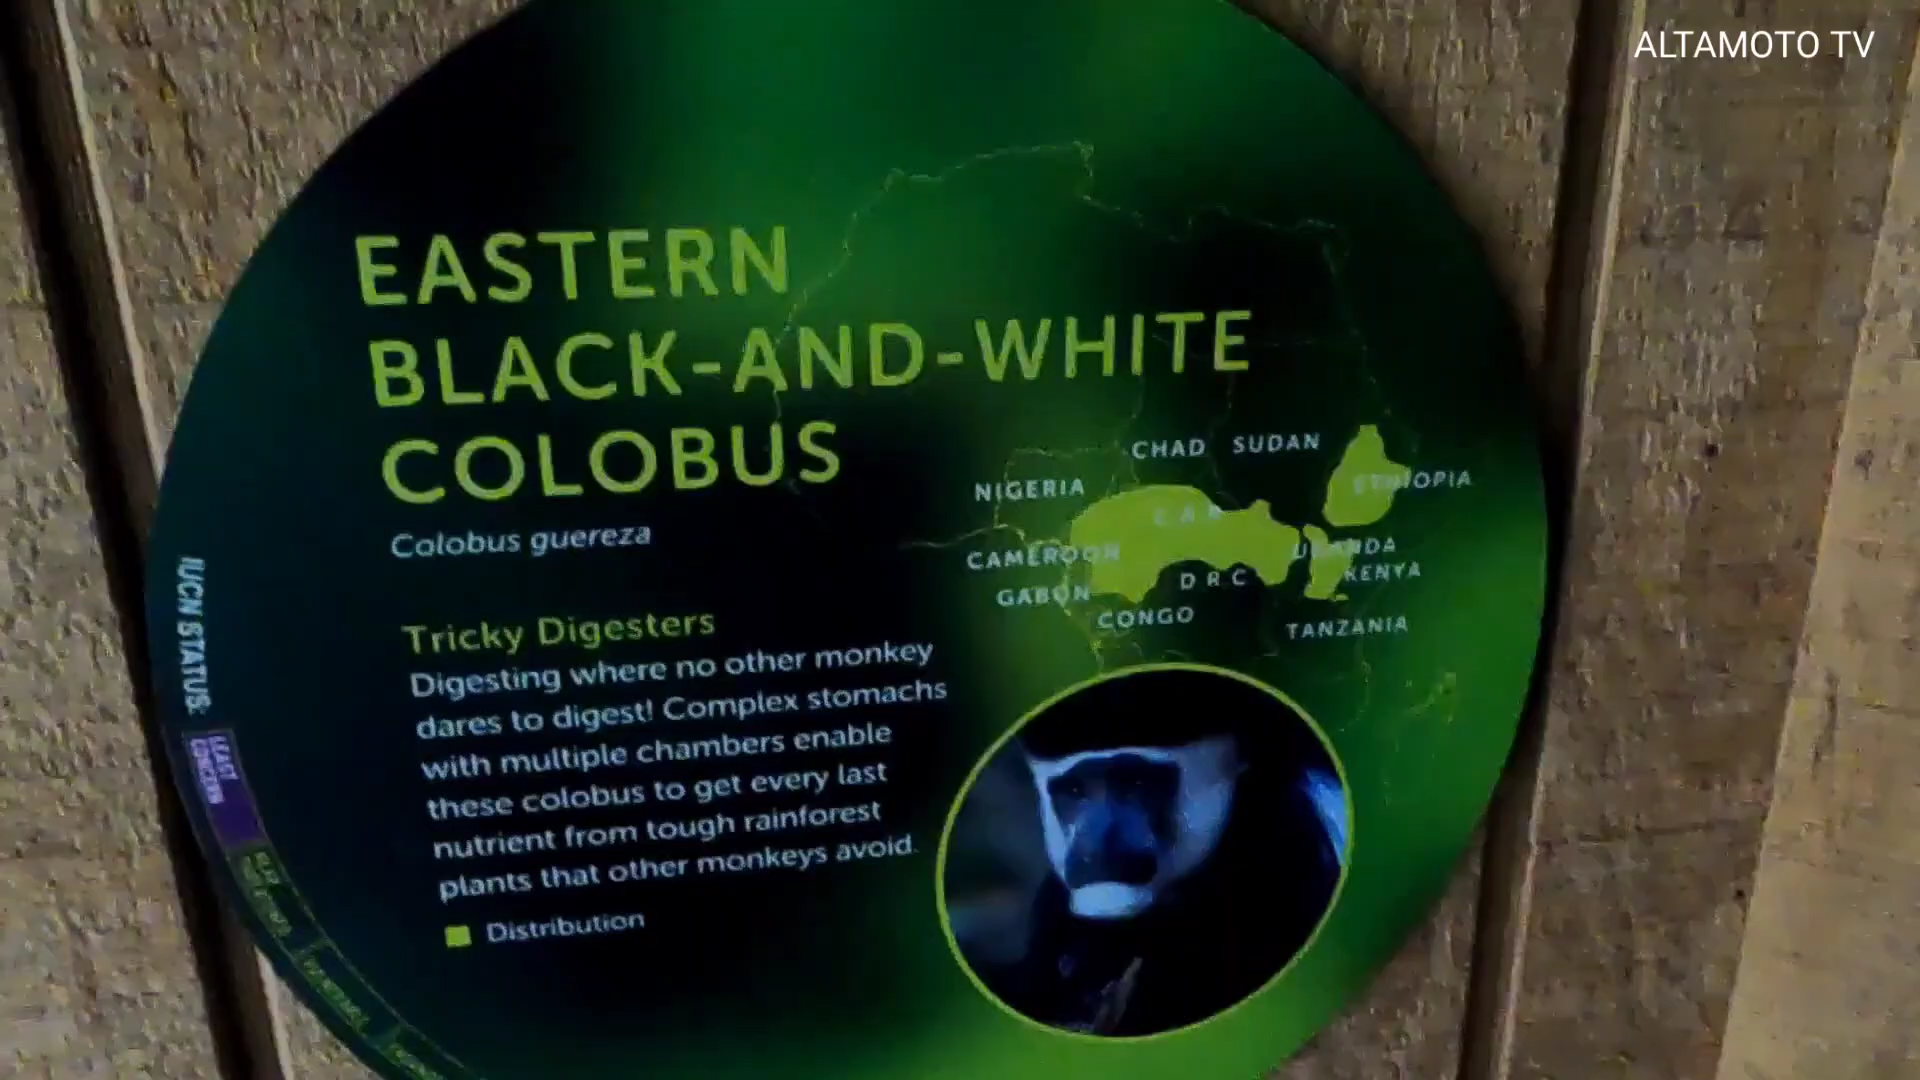 ALTAMOTO TV
EASTERN
BLACK-AND-WHITE
COLOBUS
Colobus guereza
CHAD SUDAN
NIGERIA
ETHIOPIA
C A R
CAMEROON
UGANDA
KENYA
D R C
GABON
CONGO
TANZANIA
Tricky Digesters
Digesting where no other monkey
dares to digest! Complex stomachs
with multiple chambers enable
these colobus to get every last
nutrient from tough rainforest
plants that other monkeys avoid.
Distribution
IUCN STATUS:
LEAST
CONCERN